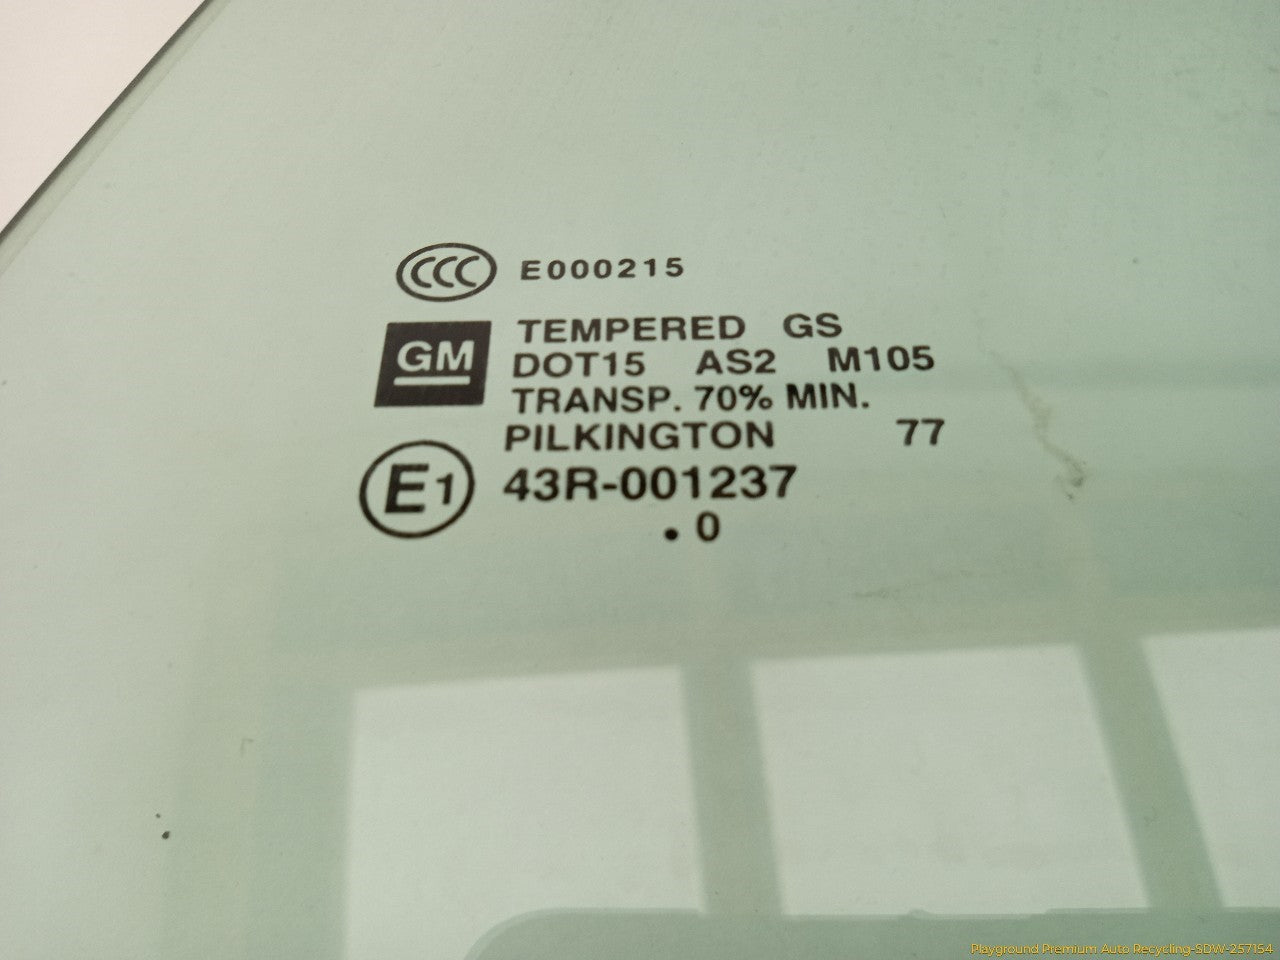 CCC E000215
TEMPERED GS
GM DOT15 AS2 M105
TRANSP. 70% MIN.
PILKINGTON 77
E1 43R-001237
. 0
Playground Premium Auto Recycling-SDW-257154